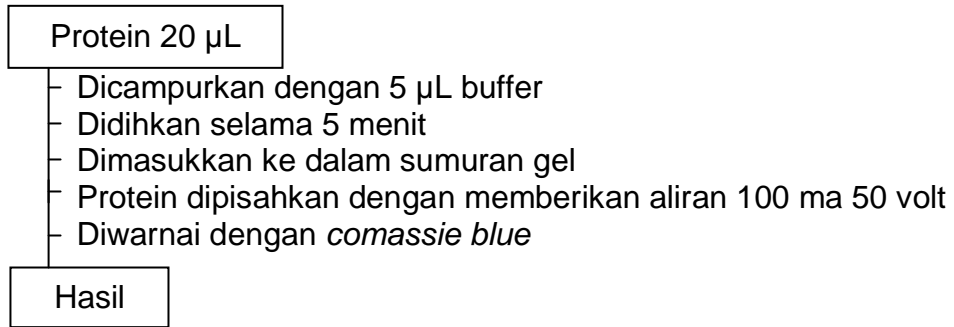 Protein 20 µL
Dicampurkan dengan 5 µL buffer
Didihkan selama 5 menit
Dimasukkan ke dalam sumuran gel
Protein dipisahkan dengan memberikan aliran 100 ma 50 volt
Diwarnai dengan comassie blue
Hasil